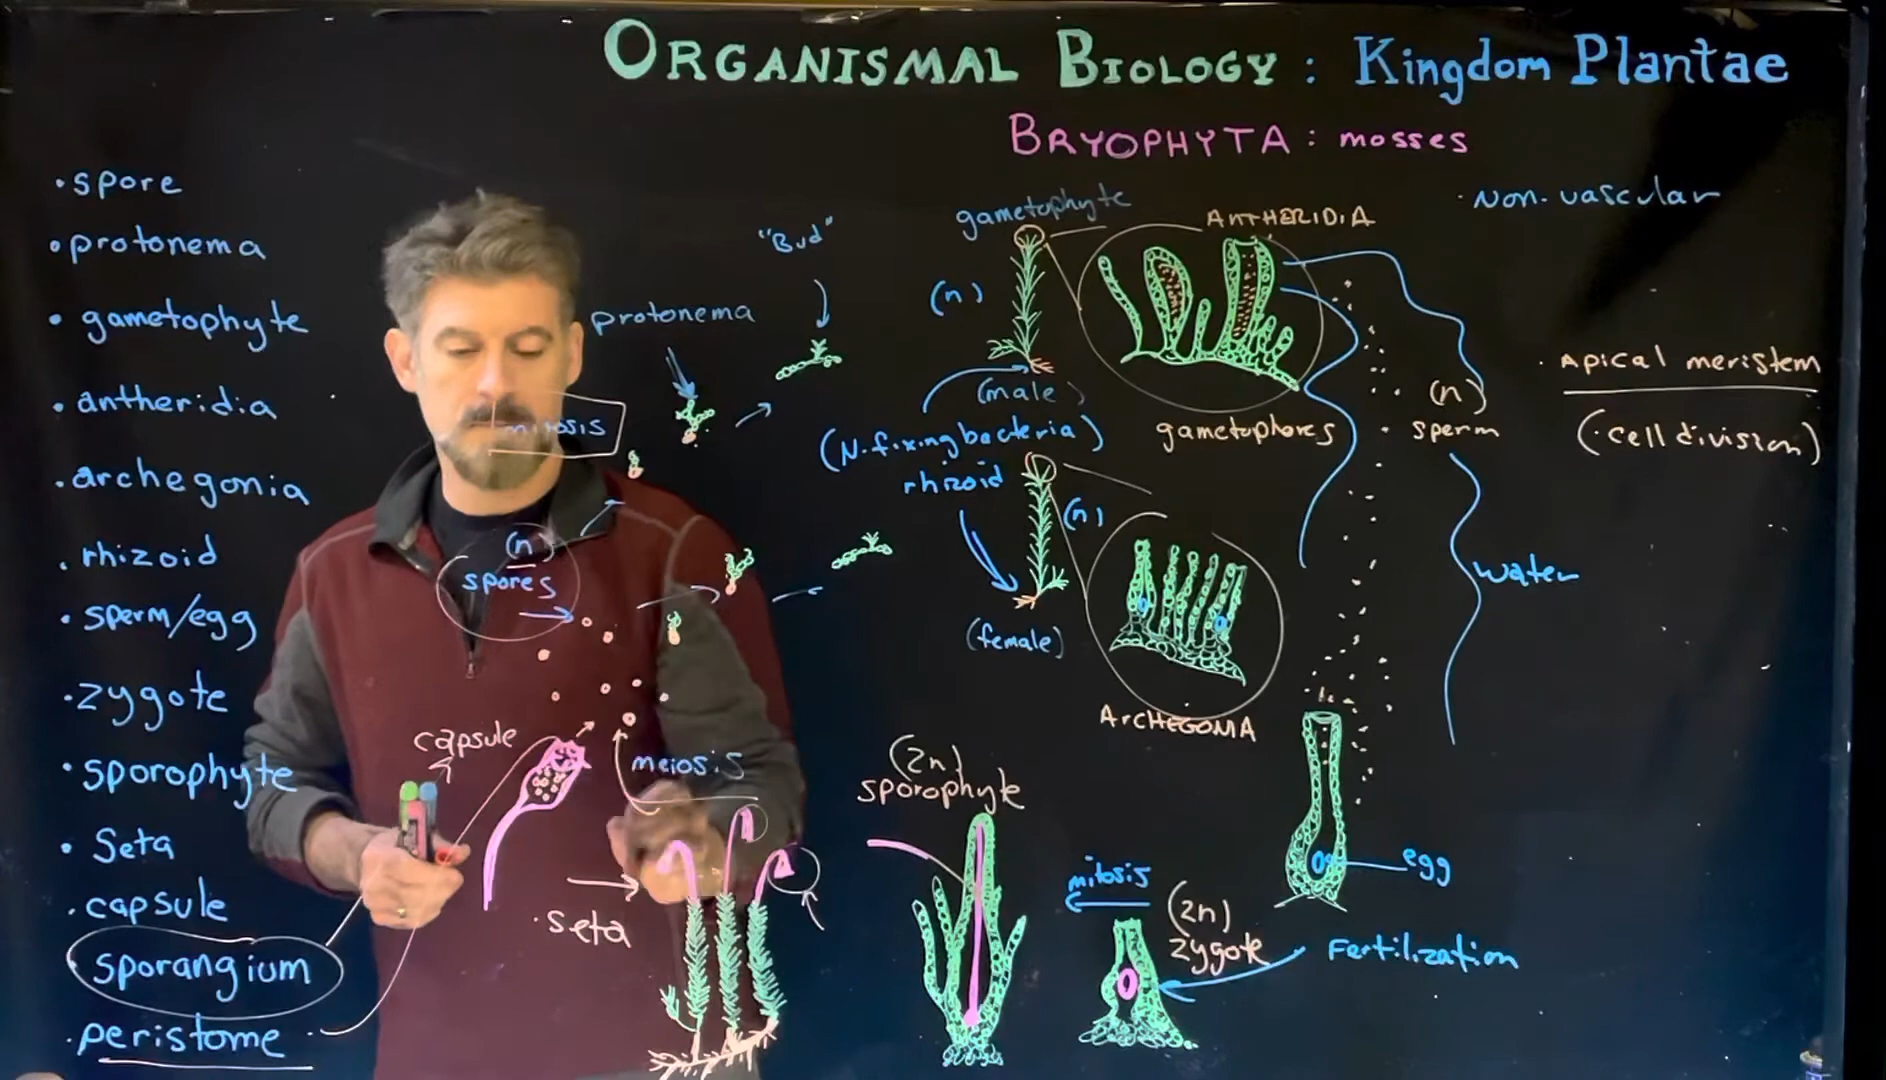 ORGANISMAL BIOLOGY : Kingdom Plantae
BRYOPHYTA : mosses
· spore
· protonema
· gametophyte
· antheridia
· archegonia
· rhizoid
· sperm/egg
· zygote
· sporophyte
· Seta
· capsule
sporangium
· peristome
mitosis
(n)
spores
protonema
"Bud"
capsule
meiosis
· seta
gametophyte
(n)
(male)
(N-fixing bacteria)
rhizoid
(n)
(female)
ANTHERIDIA
gametophores
ARCHEGONIA
· Non-vascular
· Apical meristem
(· cell division)
(n)
sperm
water
egg
Fertilization
(2n)
zygote
mitosis
(2n)
sporophyte